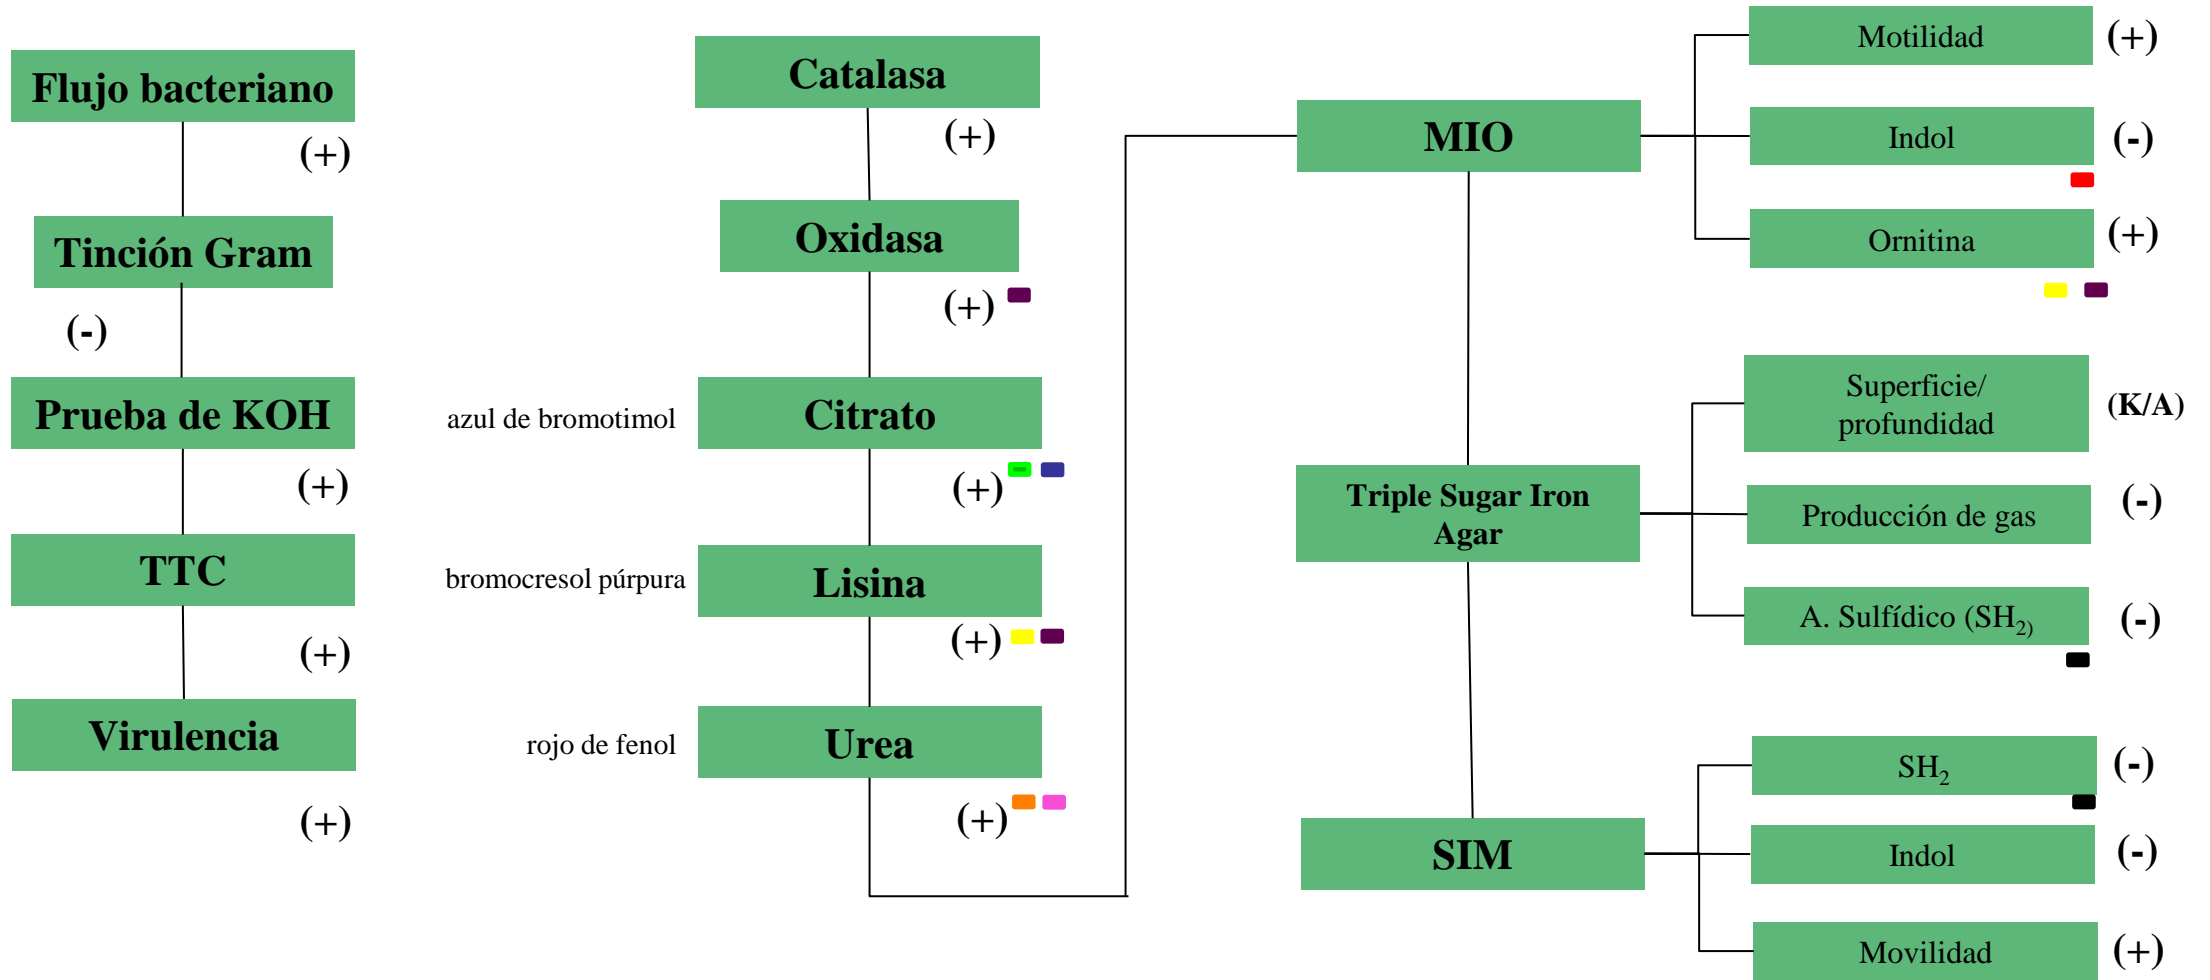 Flujo bacteriano
(+)
Tinción Gram
(-)
Prueba de KOH
(+)
TTC
(+)
Virulencia
(+)
Catalasa
(+)
Oxidasa
(+)
azul de bromotimol
Citrato
(+)
bromocresol púrpura
Lisina
(+)
rojo de fenol
Urea
(+)
MIO
Motilidad
(+)
Indol
(-)
Ornitina
(+)
Triple Sugar Iron
Agar
Superficie/
profundidad
(K/A)
Producción de gas
(-)
A. Sulfídico (SH₂₎
(-)
SIM
SH₂
(-)
Indol
(-)
Movilidad
(+)